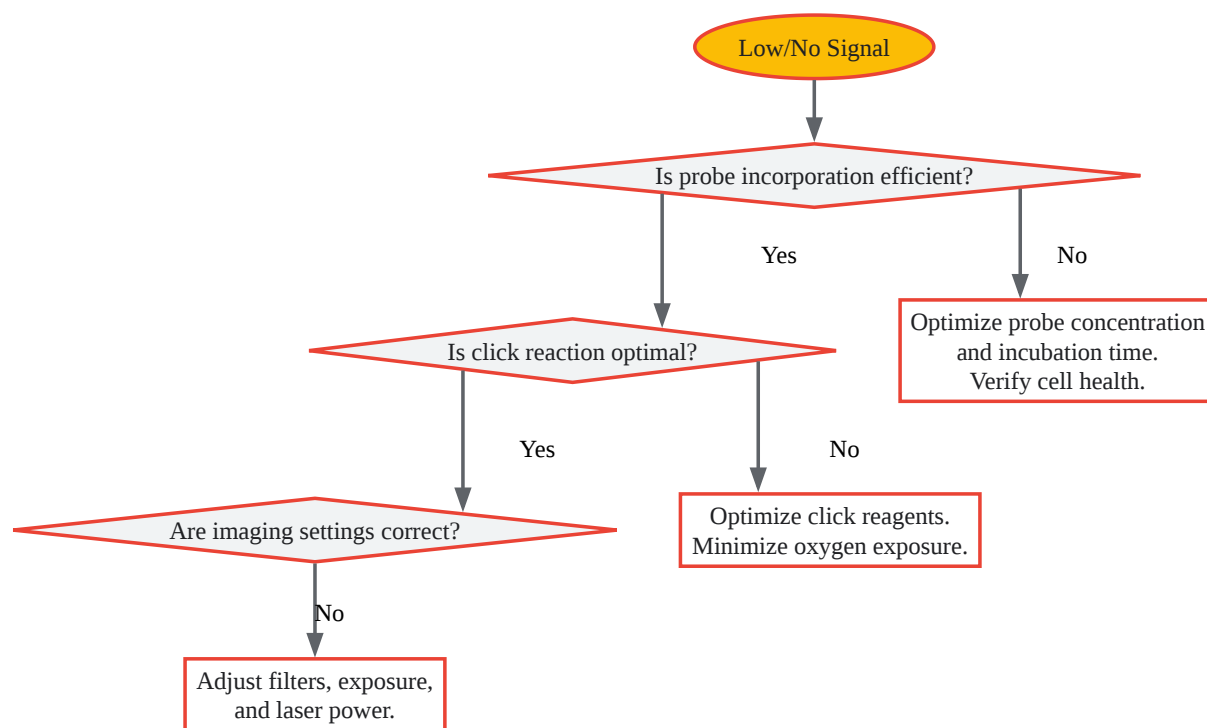 Low/No Signal
Is probe incorporation efficient?
Yes
No
Optimize probe concentration
and incubation time.
Verify cell health.
Is click reaction optimal?
Yes
No
Optimize click reagents.
Minimize oxygen exposure.
Are imaging settings correct?
No
Adjust filters, exposure,
and laser power.